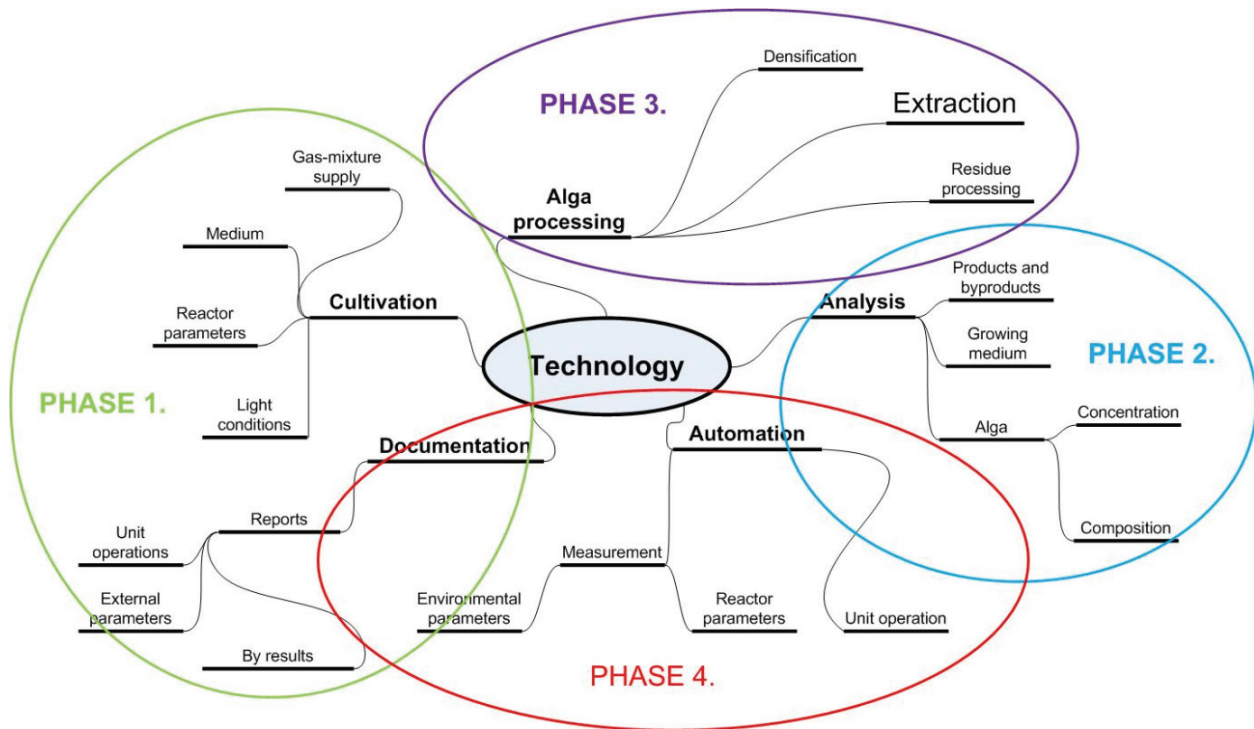 Densification
PHASE 3.
Extraction
Gas-mixture
supply
Residue
processing
Alga
processing
Medium
Products and
byproducts
Cultivation
Analysis
Reactor
parameters
Growing
medium
Technology
PHASE 2.
PHASE 1.
Light
conditions
Concentration
Alga
Documentation
Automation
Reports
Unit
operations
Composition
Measurement
External
parameters
Environmental
parameters
Reactor
parameters
Unit operation
By results
PHASE 4.